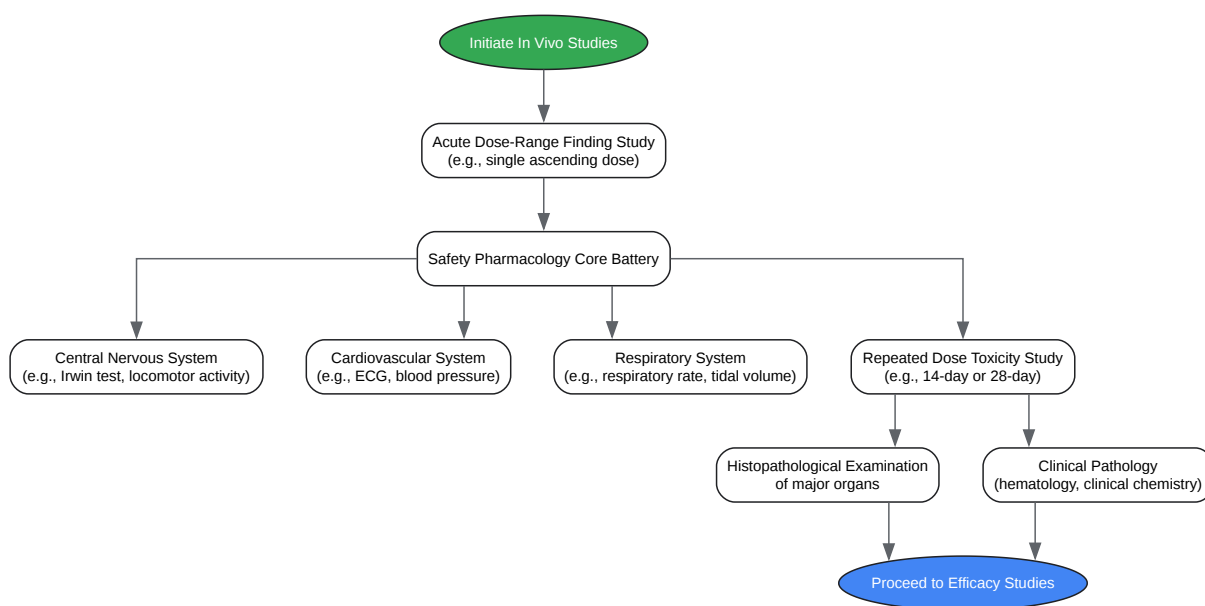 Initiate In Vivo Studies
Acute Dose-Range Finding Study
(e.g., single ascending dose)
Safety Pharmacology Core Battery
Central Nervous System
(e.g., Irwin test, locomotor activity)
Cardiovascular System
(e.g., ECG, blood pressure)
Respiratory System
(e.g., respiratory rate, tidal volume)
Repeated Dose Toxicity Study
(e.g., 14-day or 28-day)
Histopathological Examination
of major organs
Clinical Pathology
(hematology, clinical chemistry)
Proceed to Efficacy Studies